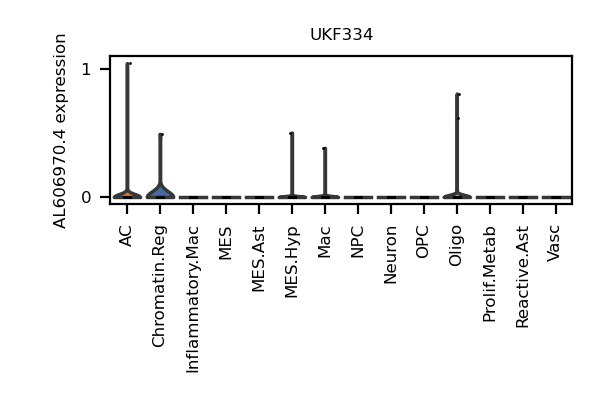 UKF334
AL606970.4 expression
1
0
AC
Chromatin.Reg
Inflammatory.Mac
MES
MES.Ast
MES.Hyp
Mac
NPC
Neuron
OPC
Oligo
Prolif.Metab
Reactive.Ast
Vasc